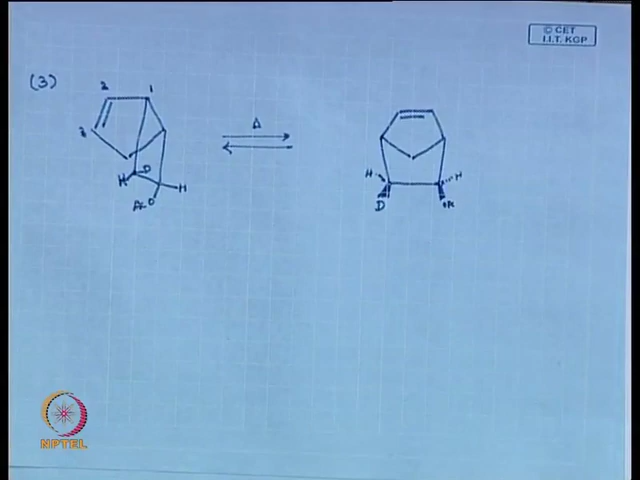 © CET
I.I.T. KGP
(3)
2 1
Δ
3
H D
H
AcO
H H
D
NPTEL